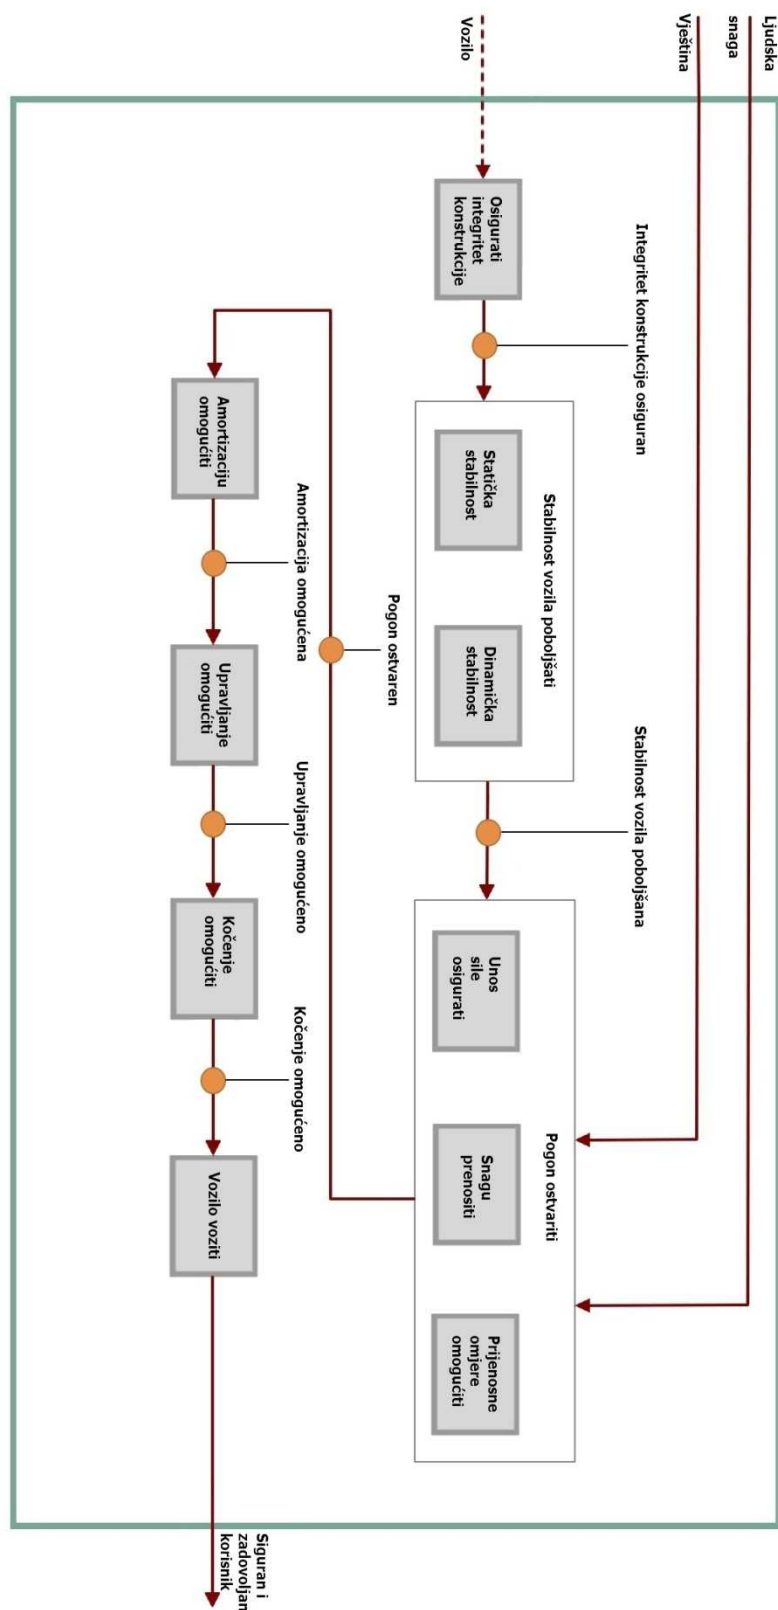 Ljudska
snaga
Vještina
Vozilo
Osigurati
integritet
konstrukcije
Integritet konstrukcije osiguran
Stabilnost vozila poboljšati
Statička
stabilnost
Dinamička
stabilnost
Stabilnost vozila poboljšana
Pogon ostvariti
Unos
sile
osigurati
Snagu
prenositi
Prijenosne
omjere
omogućiti
Pogon ostvaren
Amortizaciju
omogućiti
Amortizacija omogućena
Upravljanje
omogućiti
Upravljanje omogućeno
Kočenje
omogućiti
Kočenje omogućeno
Vozilo voziti
Siguran i
zadovoljan
korisnik